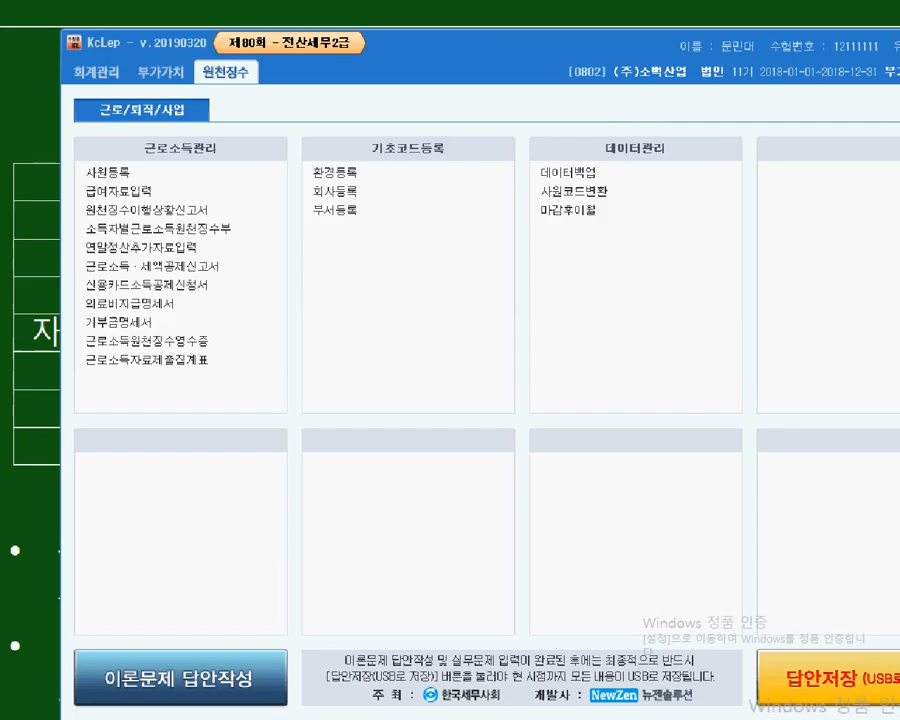 KcLep - v.20190320 제80회 - 전산세무2급
이름 : 문민대 수험번호 : 12111111
회계관리 부가가치 원천징수
[0802] (주)소백산업 법인 11기 2018-01-01~2018-12-31 부가
근로/퇴직/사업
근로소득관리
사원등록
급여자료입력
원천징수이행상황신고서
소득자별근로소득원천징수부
연말정산추가자료입력
근로소득 · 세액공제신고서
신용카드소득공제신청서
의료비지급명세서
기부금명세서
근로소득원천징수영수증
근로소득자료제출집계표
기초코드등록
환경등록
회사등록
부서등록
데이터관리
데이터백업
사원코드변환
마감후이월
자
Windows 정품 인증
[설정]으로 이동하여 Windows를 정품 인증합니
다.
이론문제 답안작성
이론문제 답안작성 및 실무문제 입력이 완료된 후에는 최종적으로 반드시
[답안저장(USB로 저장)] 버튼을 눌러야 현 시점까지 모든 내용이 USB로 저장됩니다.
주 최 : 한국세무사회 개발사 : NewZen 뉴젠솔루션
답안저장 (USB로
Windows 정품 인